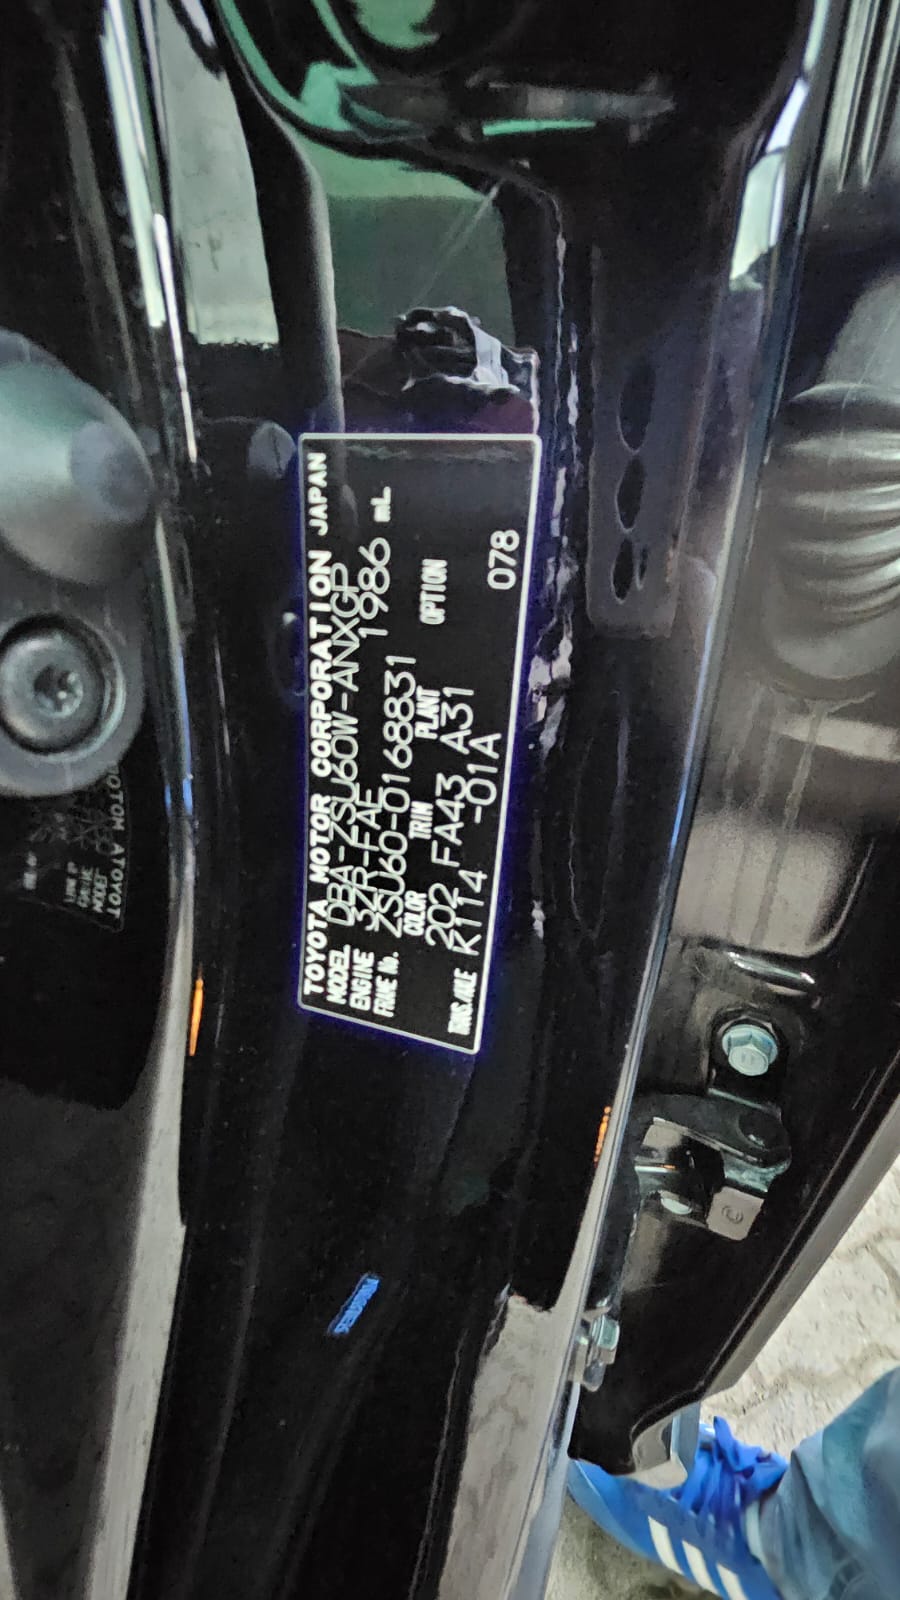 TOYOTA MOTOR CORPORATION JAPAN
MODEL DBA-ZSU60W-ANXGP
ENGINE 3ZR-FAE 1986 mL
FRAME No. ZSU60-0168831
COLOR TRIM PLANT OPTION
202 FA43 A31
TRANS./AXLE K114 -01A 078